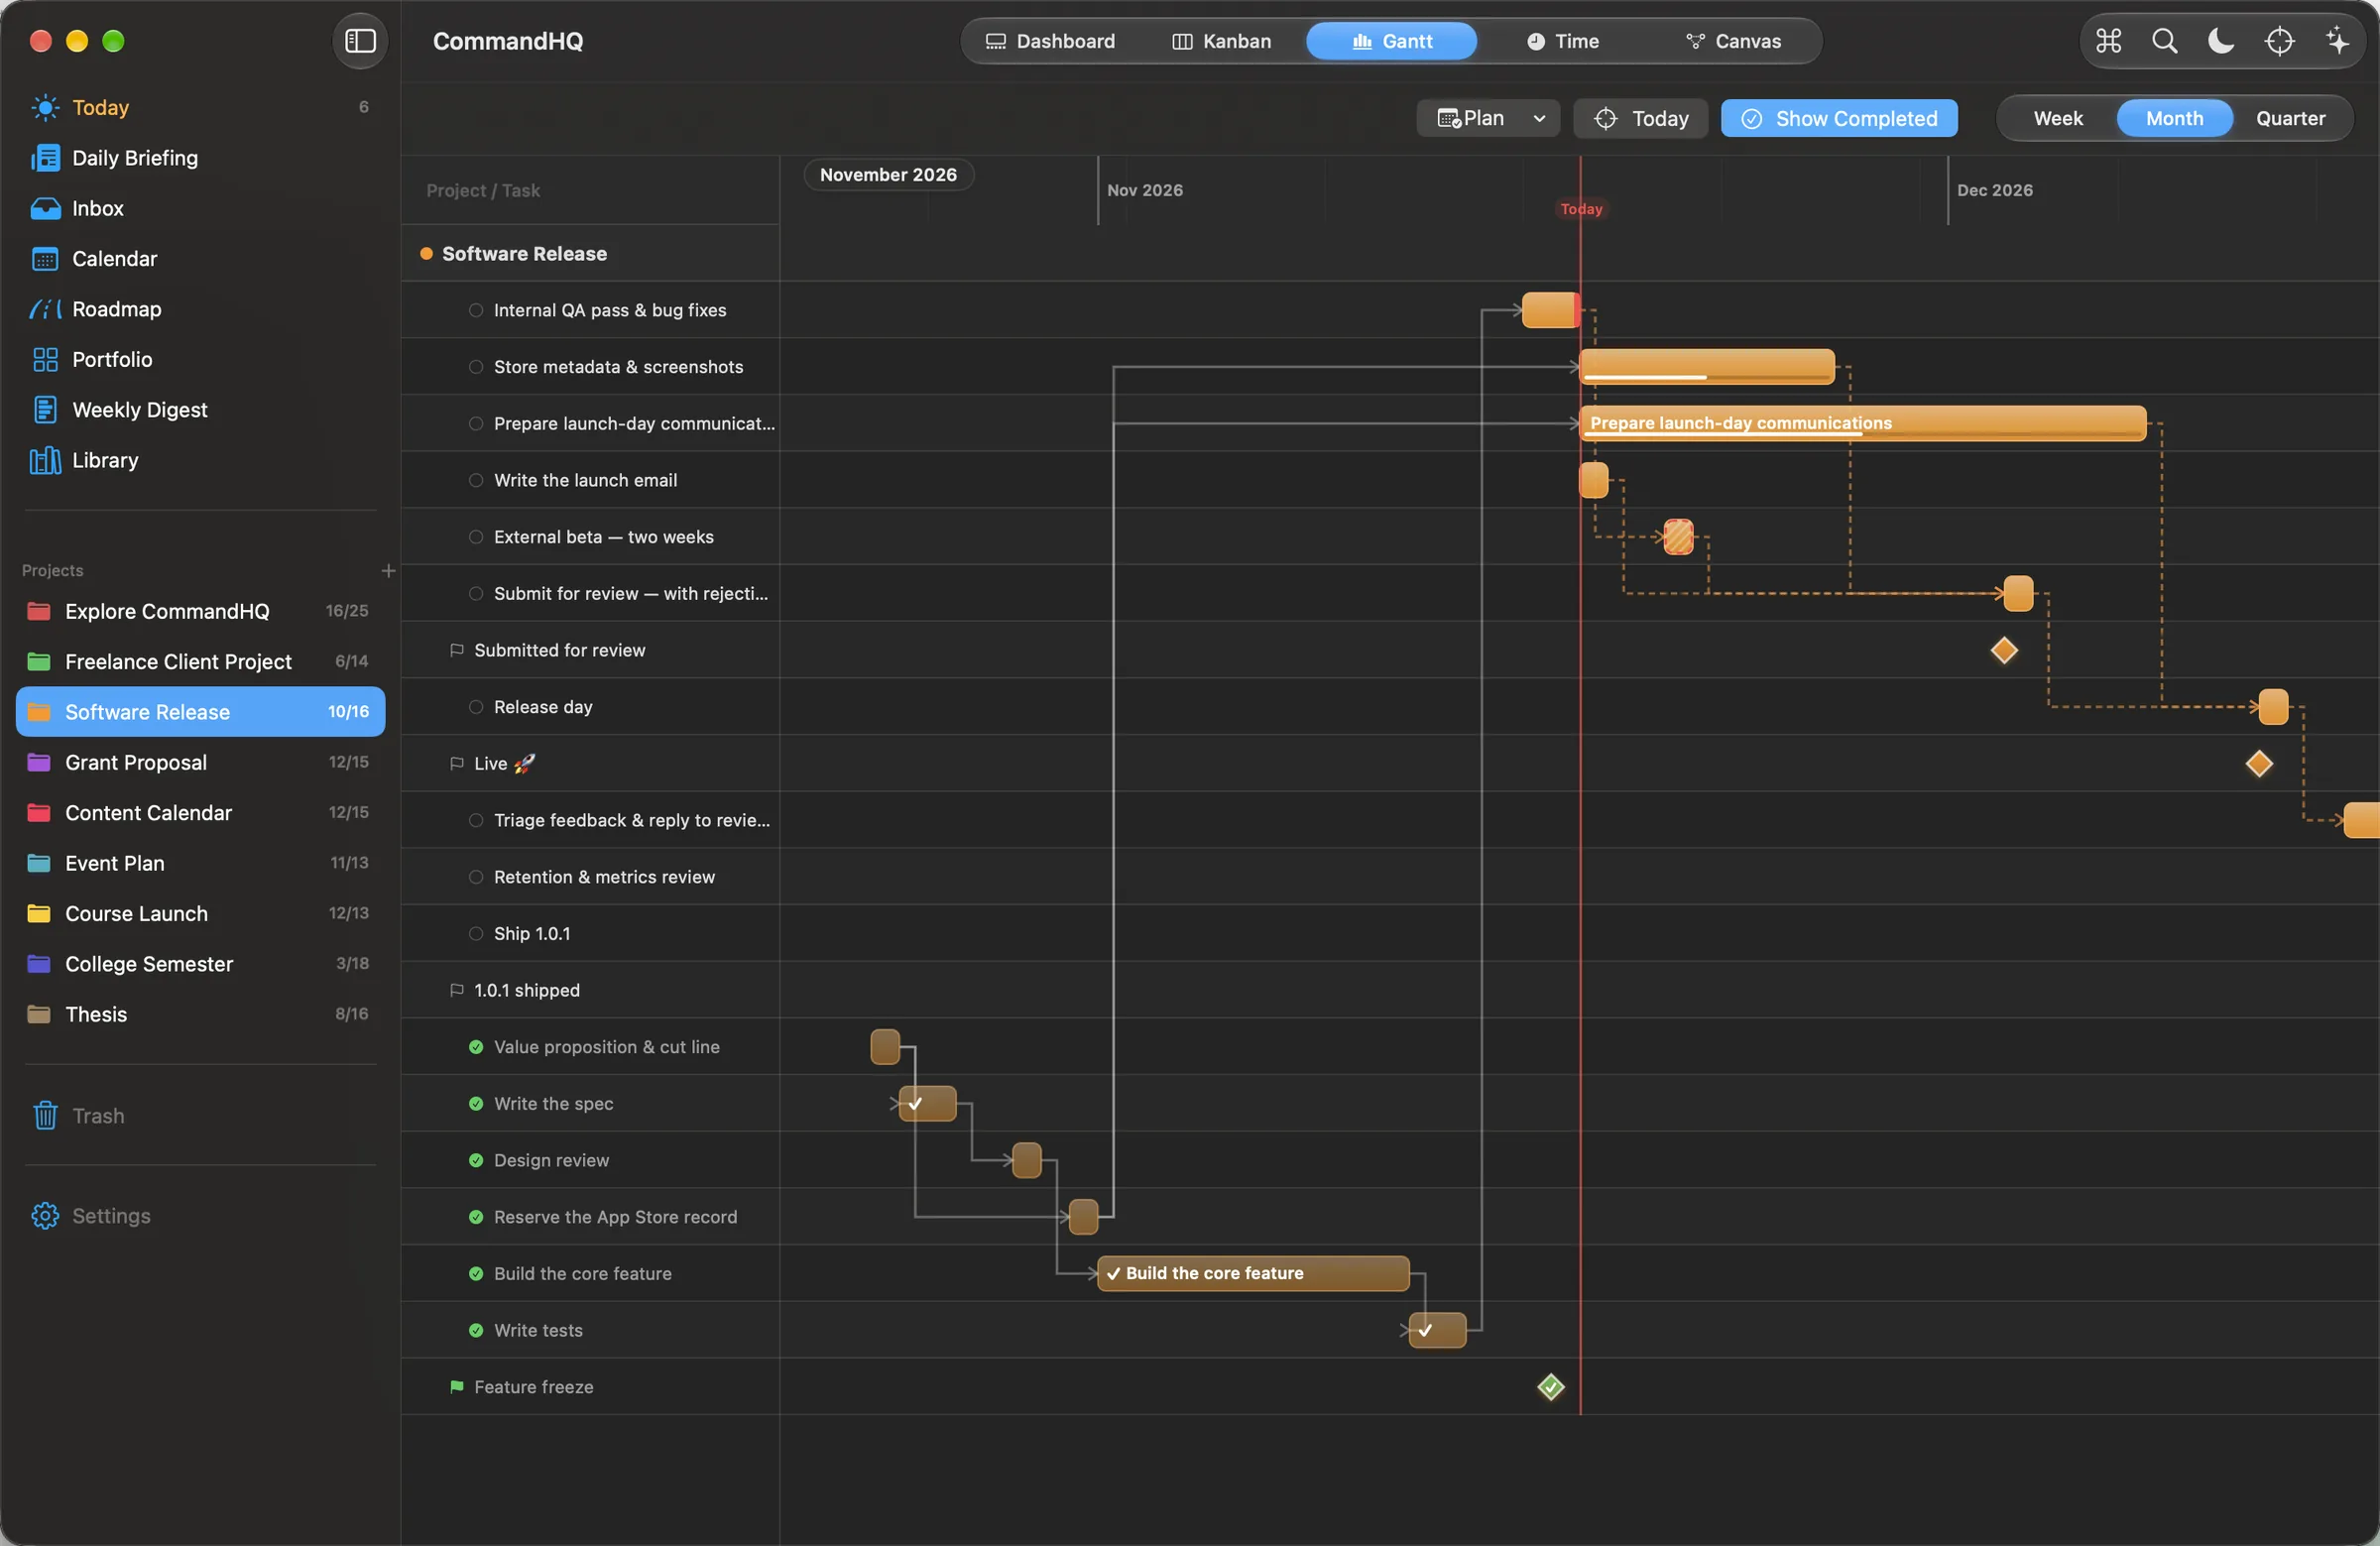 CommandHQ
Dashboard
Kanban
Gantt
Time
Canvas
Today 6
Daily Briefing
Inbox
Calendar
Roadmap
Portfolio
Weekly Digest
Library
Projects
Explore CommandHQ 16/25
Freelance Client Project 6/14
Software Release 10/16
Grant Proposal 12/15
Content Calendar 12/15
Event Plan 11/13
Course Launch 12/13
College Semester 3/18
Thesis 8/16
Trash
Settings
Plan
Today
Show Completed
Week
Month
Quarter
Project / Task
November 2026
Nov 2026
Today
Dec 2026
Software Release
Internal QA pass & bug fixes
Store metadata & screenshots
Prepare launch-day communicat...
Prepare launch-day communications
Write the launch email
External beta — two weeks
Submit for review — with rejecti...
Submitted for review
Release day
Live 🚀
Triage feedback & reply to revie...
Retention & metrics review
Ship 1.0.1
1.0.1 shipped
Value proposition & cut line
Write the spec
Design review
Reserve the App Store record
Build the core feature
✓ Build the core feature
Write tests
Feature freeze